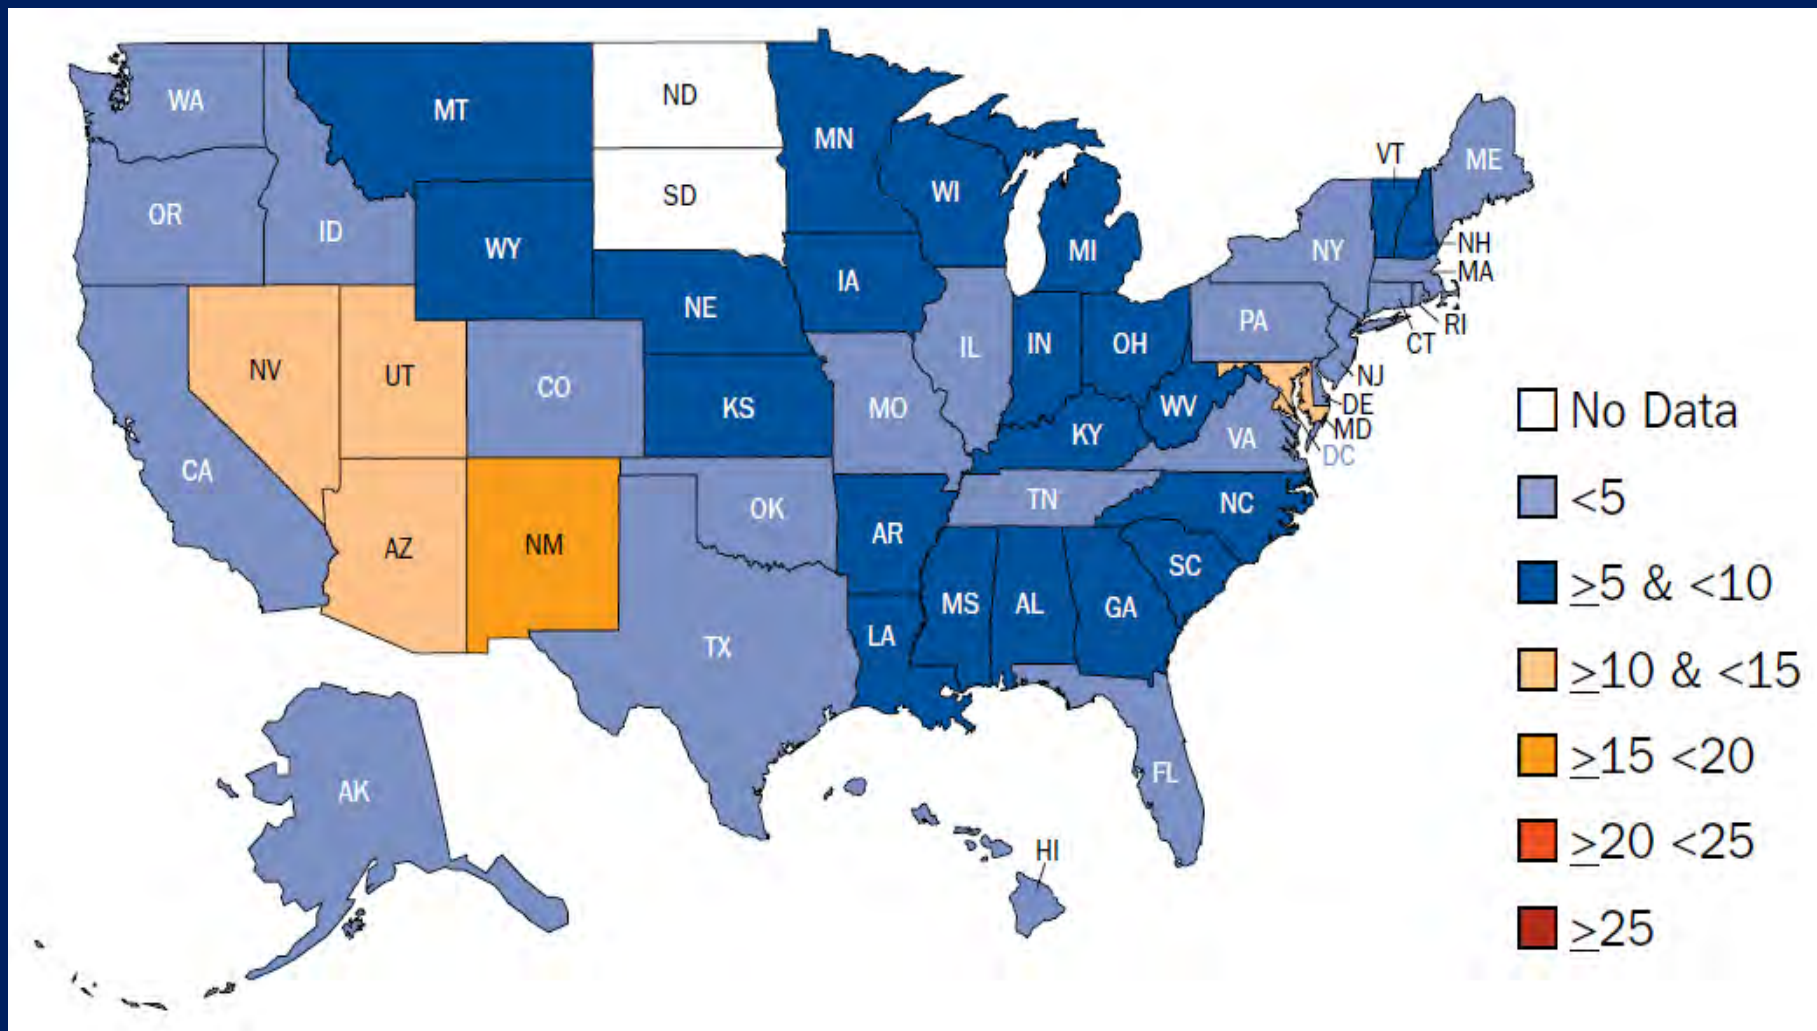 WA
MT
ND
MN
VT
ME
OR
ID
SD
WI
WY
MI
NY
NH
MA
IA
NE
PA
RI
CT
NV
UT
CO
IL
IN
OH
NJ
DE
KS
MO
WV
MD
KY
VA
DC
CA
TN
NC
OK
AR
AZ
NM
SC
MS
AL
GA
TX
LA
FL
AK
HI
No Data
<5
≥5 & <10
≥10 & <15
≥15 <20
≥20 <25
≥25